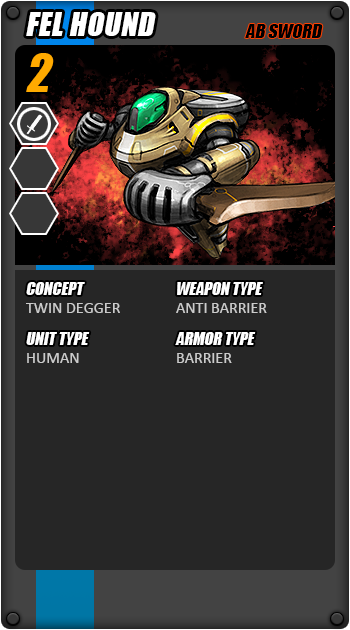 FEL HOUND
AB SWORD
2
CONCEPT
TWIN DEGGER
WEAPON TYPE
ANTI BARRIER
UNIT TYPE
HUMAN
ARMOR TYPE
BARRIER